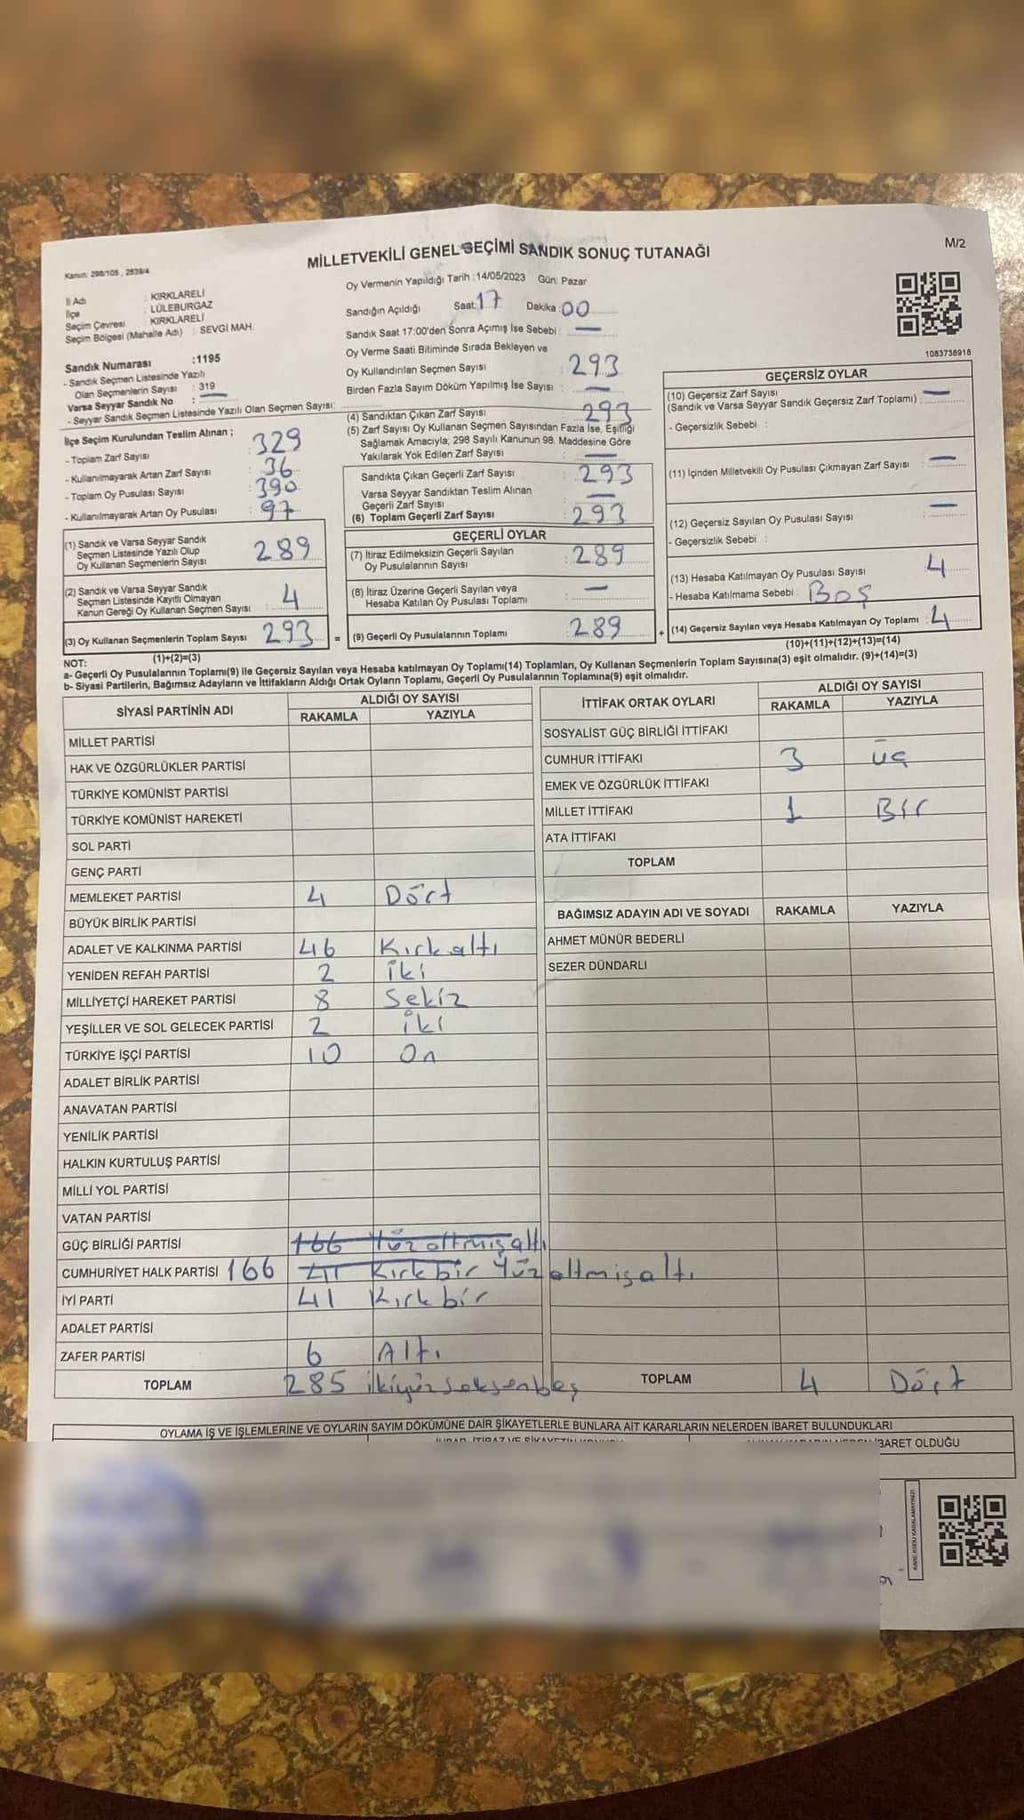 MİLLETVEKİLİ GENEL SEÇİMİ SANDIK SONUÇ TUTANAĞI
M/2
Kanun: 298/105 , 2839/4
İl Adı : KIRKLARELİ
İlçe : LÜLEBURGAZ
Seçim Çevresi : KIRKLARELİ
Seçim Bölgesi (Mahalle Adı) : SEVGİ MAH.
Sandık Numarası :1195
- Sandık Seçmen Listesinde Yazılı
Olan Seçmenlerin Sayısı : 319
Varsa Seyyar Sandık No : —
- Seyyar Sandık Seçmen Listesinde Yazılı Olan Seçmen Sayısı:
İlçe Seçim Kurulundan Teslim Alınan ;
- Toplam Zarf Sayısı : 329
- Kullanılmayarak Artan Zarf Sayısı : 36
- Toplam Oy Pusulası Sayısı : 390
- Kullanılmayarak Artan Oy Pusulası : 97
(1) Sandık ve Varsa Seyyar Sandık
Seçmen Listesinde Yazılı Olup
Oy Kullanan Seçmenlerin Sayısı : 289
(2) Sandık ve Varsa Seyyar Sandık
Seçmen Listesinde Kayıtlı Olmayan
Kanun Gereği Oy Kullanan Seçmen Sayısı : 4
(3) Oy Kullanan Seçmenlerin Toplam Sayısı : 293 =
(1)+(2)=(3)
Oy Vermenin Yapıldığı Tarih : 14/05/2023 Gün: Pazar
Sandığın Açıldığı Saat: 17 Dakika : 00
Sandık Saat 17:00'den Sonra Açımış İse Sebebi : —
Oy Verme Saati Bitiminde Sırada Bekleyen ve
Oy Kullandırılan Seçmen Sayısı : 293
Birden Fazla Sayım Döküm Yapılmış İse Sayısı : —
(4) Sandıktan Çıkan Zarf Sayısı : 293
(5) Zarf Sayısı Oy Kullanan Seçmen Sayısından Fazla İse, Eşitliği
Sağlamak Amacıyla; 298 Sayılı Kanunun 98. Maddesine Göre
Yakılarak Yok Edilen Zarf Sayısı : —
Sandıkta Çıkan Geçerli Zarf Sayısı : 293
Varsa Seyyar Sandıktan Teslim Alınan
Geçerli Zarf Sayısı : —
(6) Toplam Geçerli Zarf Sayısı : 293
GEÇERLİ OYLAR
(7) İtiraz Edilmeksizin Geçerli Sayılan
Oy Pusulalarının Sayısı : 289
(8) İtiraz Üzerine Geçerli Sayılan veya
Hesaba Katılan Oy Pusulası Toplamı : —
(9) Geçerli Oy Pusulalarının Toplamı : 289 +
1083738918
GEÇERSİZ OYLAR
(10) Geçersiz Zarf Sayısı
(Sandık ve Varsa Seyyar Sandık Geçersiz Zarf Toplamı) : —
- Geçersizlik Sebebi :
(11) İçinden Milletvekili Oy Pusulası Çıkmayan Zarf Sayısı : —
(12) Geçersiz Sayılan Oy Pusulası Sayısı : —
- Geçersizlik Sebebi :
(13) Hesaba Katılmayan Oy Pusulası Sayısı : 4
- Hesaba Katılmama Sebebi : Boş
(14) Geçersiz Sayılan veya Hesaba Katılmayan Oy Toplamı : 4
(10)+(11)+(12)+(13)=(14)
NOT:
a- Geçerli Oy Pusulalarının Toplamı(9) ile Geçersiz Sayılan veya Hesaba katılmayan Oy Toplamı(14) Toplamları, Oy Kullanan Seçmenlerin Toplam Sayısına(3) eşit olmalıdır. (9)+(14)=(3)
b- Siyasi Partilerin, Bağımsız Adayların ve İttifakların Aldığı Ortak Oyların Toplamı, Geçerli Oy Pusulalarının Toplamına(9) eşit olmalıdır.
SİYASİ PARTİNİN ADI ALDIĞI OY SAYISI
RAKAMLA YAZIYLA
MİLLET PARTİSİ
HAK VE ÖZGÜRLÜKLER PARTİSİ
TÜRKİYE KOMÜNİST PARTİSİ
TÜRKİYE KOMÜNİST HAREKETİ
SOL PARTİ
GENÇ PARTİ
MEMLEKET PARTİSİ 4 Dört
BÜYÜK BİRLİK PARTİSİ
ADALET VE KALKINMA PARTİSİ 46 Kırk altı
YENİDEN REFAH PARTİSİ 2 İki
MİLLİYETÇİ HAREKET PARTİSİ 8 Sekiz
YEŞİLLER VE SOL GELECEK PARTİSİ 2 İki
TÜRKİYE İŞÇİ PARTİSİ 10 On
ADALET BİRLİK PARTİSİ
ANAVATAN PARTİSİ
YENİLİK PARTİSİ
HALKIN KURTULUŞ PARTİSİ
MİLLİ YOL PARTİSİ
VATAN PARTİSİ
GÜÇ BİRLİĞİ PARTİSİ 166 Yüz altmış altı
CUMHURİYET HALK PARTİSİ 166 41 Kırk bir Yüz altmış altı
İYİ PARTİ 41 Kırk bir
ADALET PARTİSİ
ZAFER PARTİSİ 6 Altı
TOPLAM 285 ikiyüzseksenbeş
İTTİFAK ORTAK OYLARI ALDIĞI OY SAYISI
RAKAMLA YAZIYLA
SOSYALİST GÜÇ BİRLİĞİ İTTİFAKI
CUMHUR İTTİFAKI 3 üç
EMEK VE ÖZGÜRLÜK İTTİFAKI
MİLLET İTTİFAKI 1 Bir
ATA İTTİFAKI
TOPLAM
BAĞIMSIZ ADAYIN ADI VE SOYADI RAKAMLA YAZIYLA
AHMET MÜNÜR BEDERLİ
SEZER DÜNDARLI
TOPLAM 4 Dört
OYLAMA İŞ VE İŞLEMLERİNE VE OYLARIN SAYIM DÖKÜMÜNE DAİR ŞİKAYETLERLE BUNLARA AİT KARARLARIN NELERDEN İBARET BULUNDUKLARI
İBARET OLDUĞU